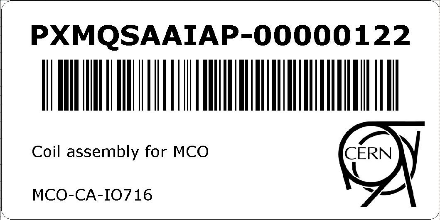 PXMQSAAIAP-00000122
Coil assembly for MCO
CERN
MCO-CA-IO716